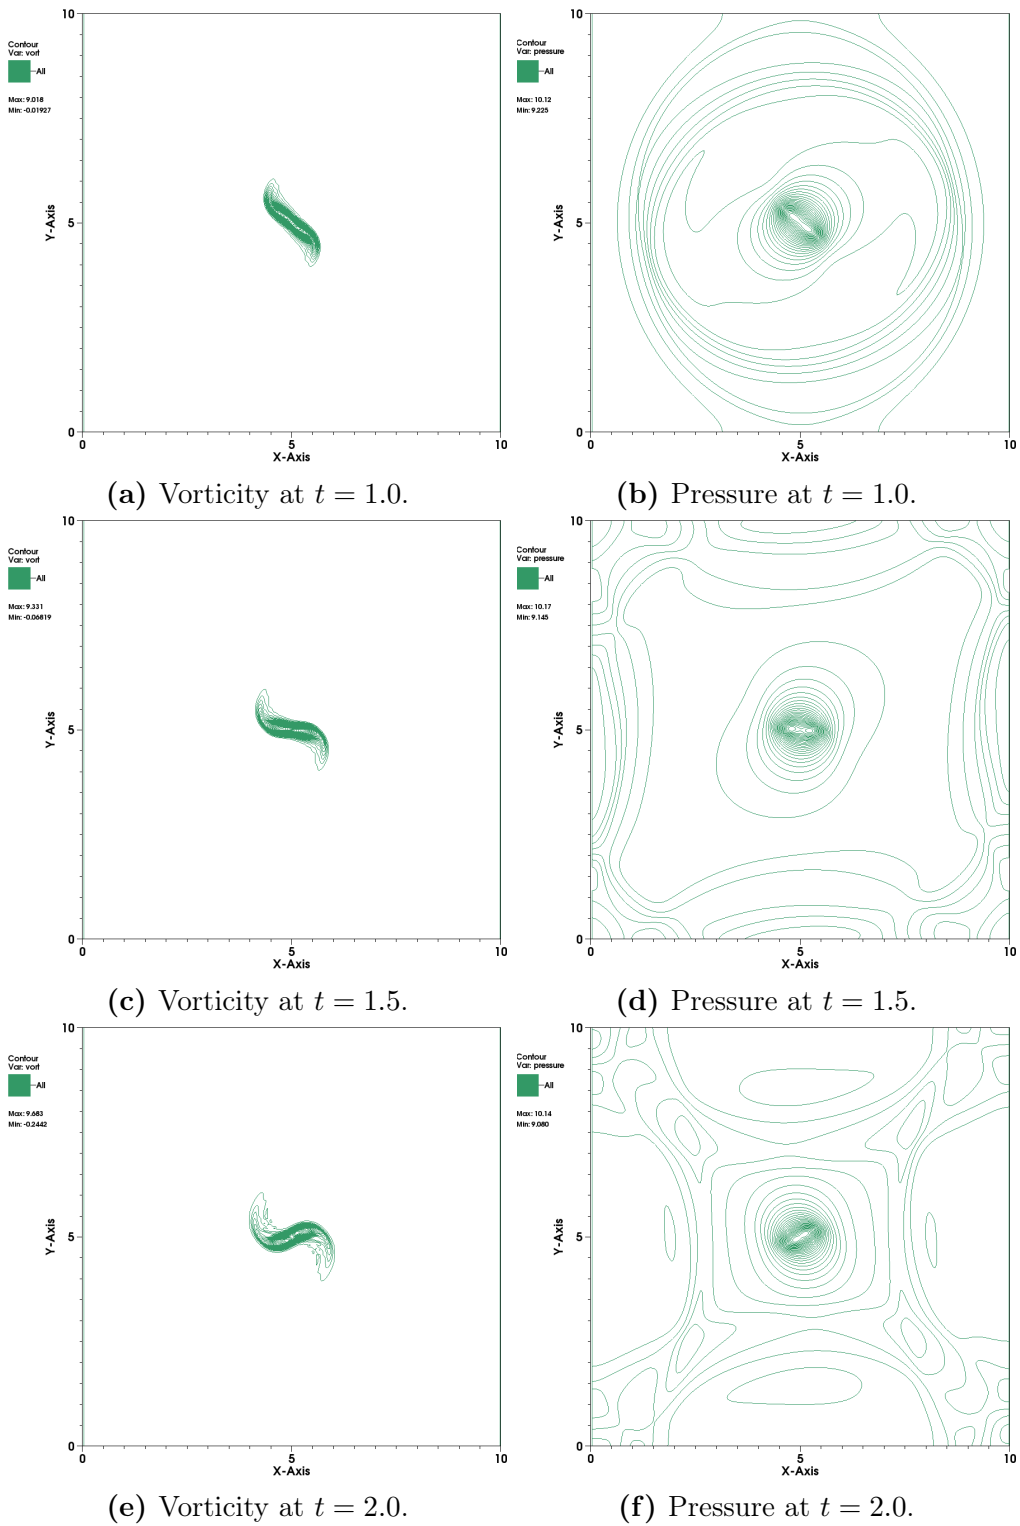 Contour
Var: vort
All
Max: 9.018
Min: -0.01927
10
5
0
Y-Axis
0
5
10
X-Axis
(a) Vorticity at t = 1.0.
Contour
Var: pressure
All
Max: 10.12
Min: 9.225
10
5
0
Y-Axis
0
5
10
X-Axis
(b) Pressure at t = 1.0.
Contour
Var: vort
All
Max: 9.331
Min: -0.06819
10
5
0
Y-Axis
0
5
10
X-Axis
(c) Vorticity at t = 1.5.
Contour
Var: pressure
All
Max: 10.17
Min: 9.145
10
5
0
Y-Axis
0
5
10
X-Axis
(d) Pressure at t = 1.5.
Contour
Var: vort
All
Max: 9.683
Min: -0.2442
10
5
0
Y-Axis
0
5
10
X-Axis
(e) Vorticity at t = 2.0.
Contour
Var: pressure
All
Max: 10.14
Min: 9.080
10
5
0
Y-Axis
0
5
10
X-Axis
(f) Pressure at t = 2.0.